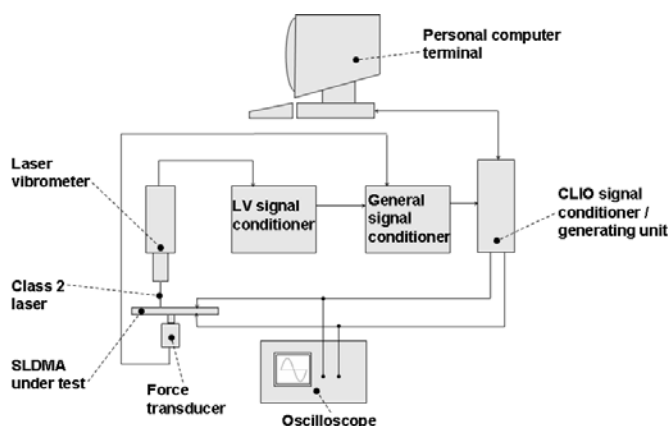 Personal computer
terminal
Laser
vibrometer
LV signal
conditioner
General
signal
conditioner
CLIO signal
conditioner /
generating unit
Class 2
laser
SLDMA
under test
Force
transducer
Oscilloscope